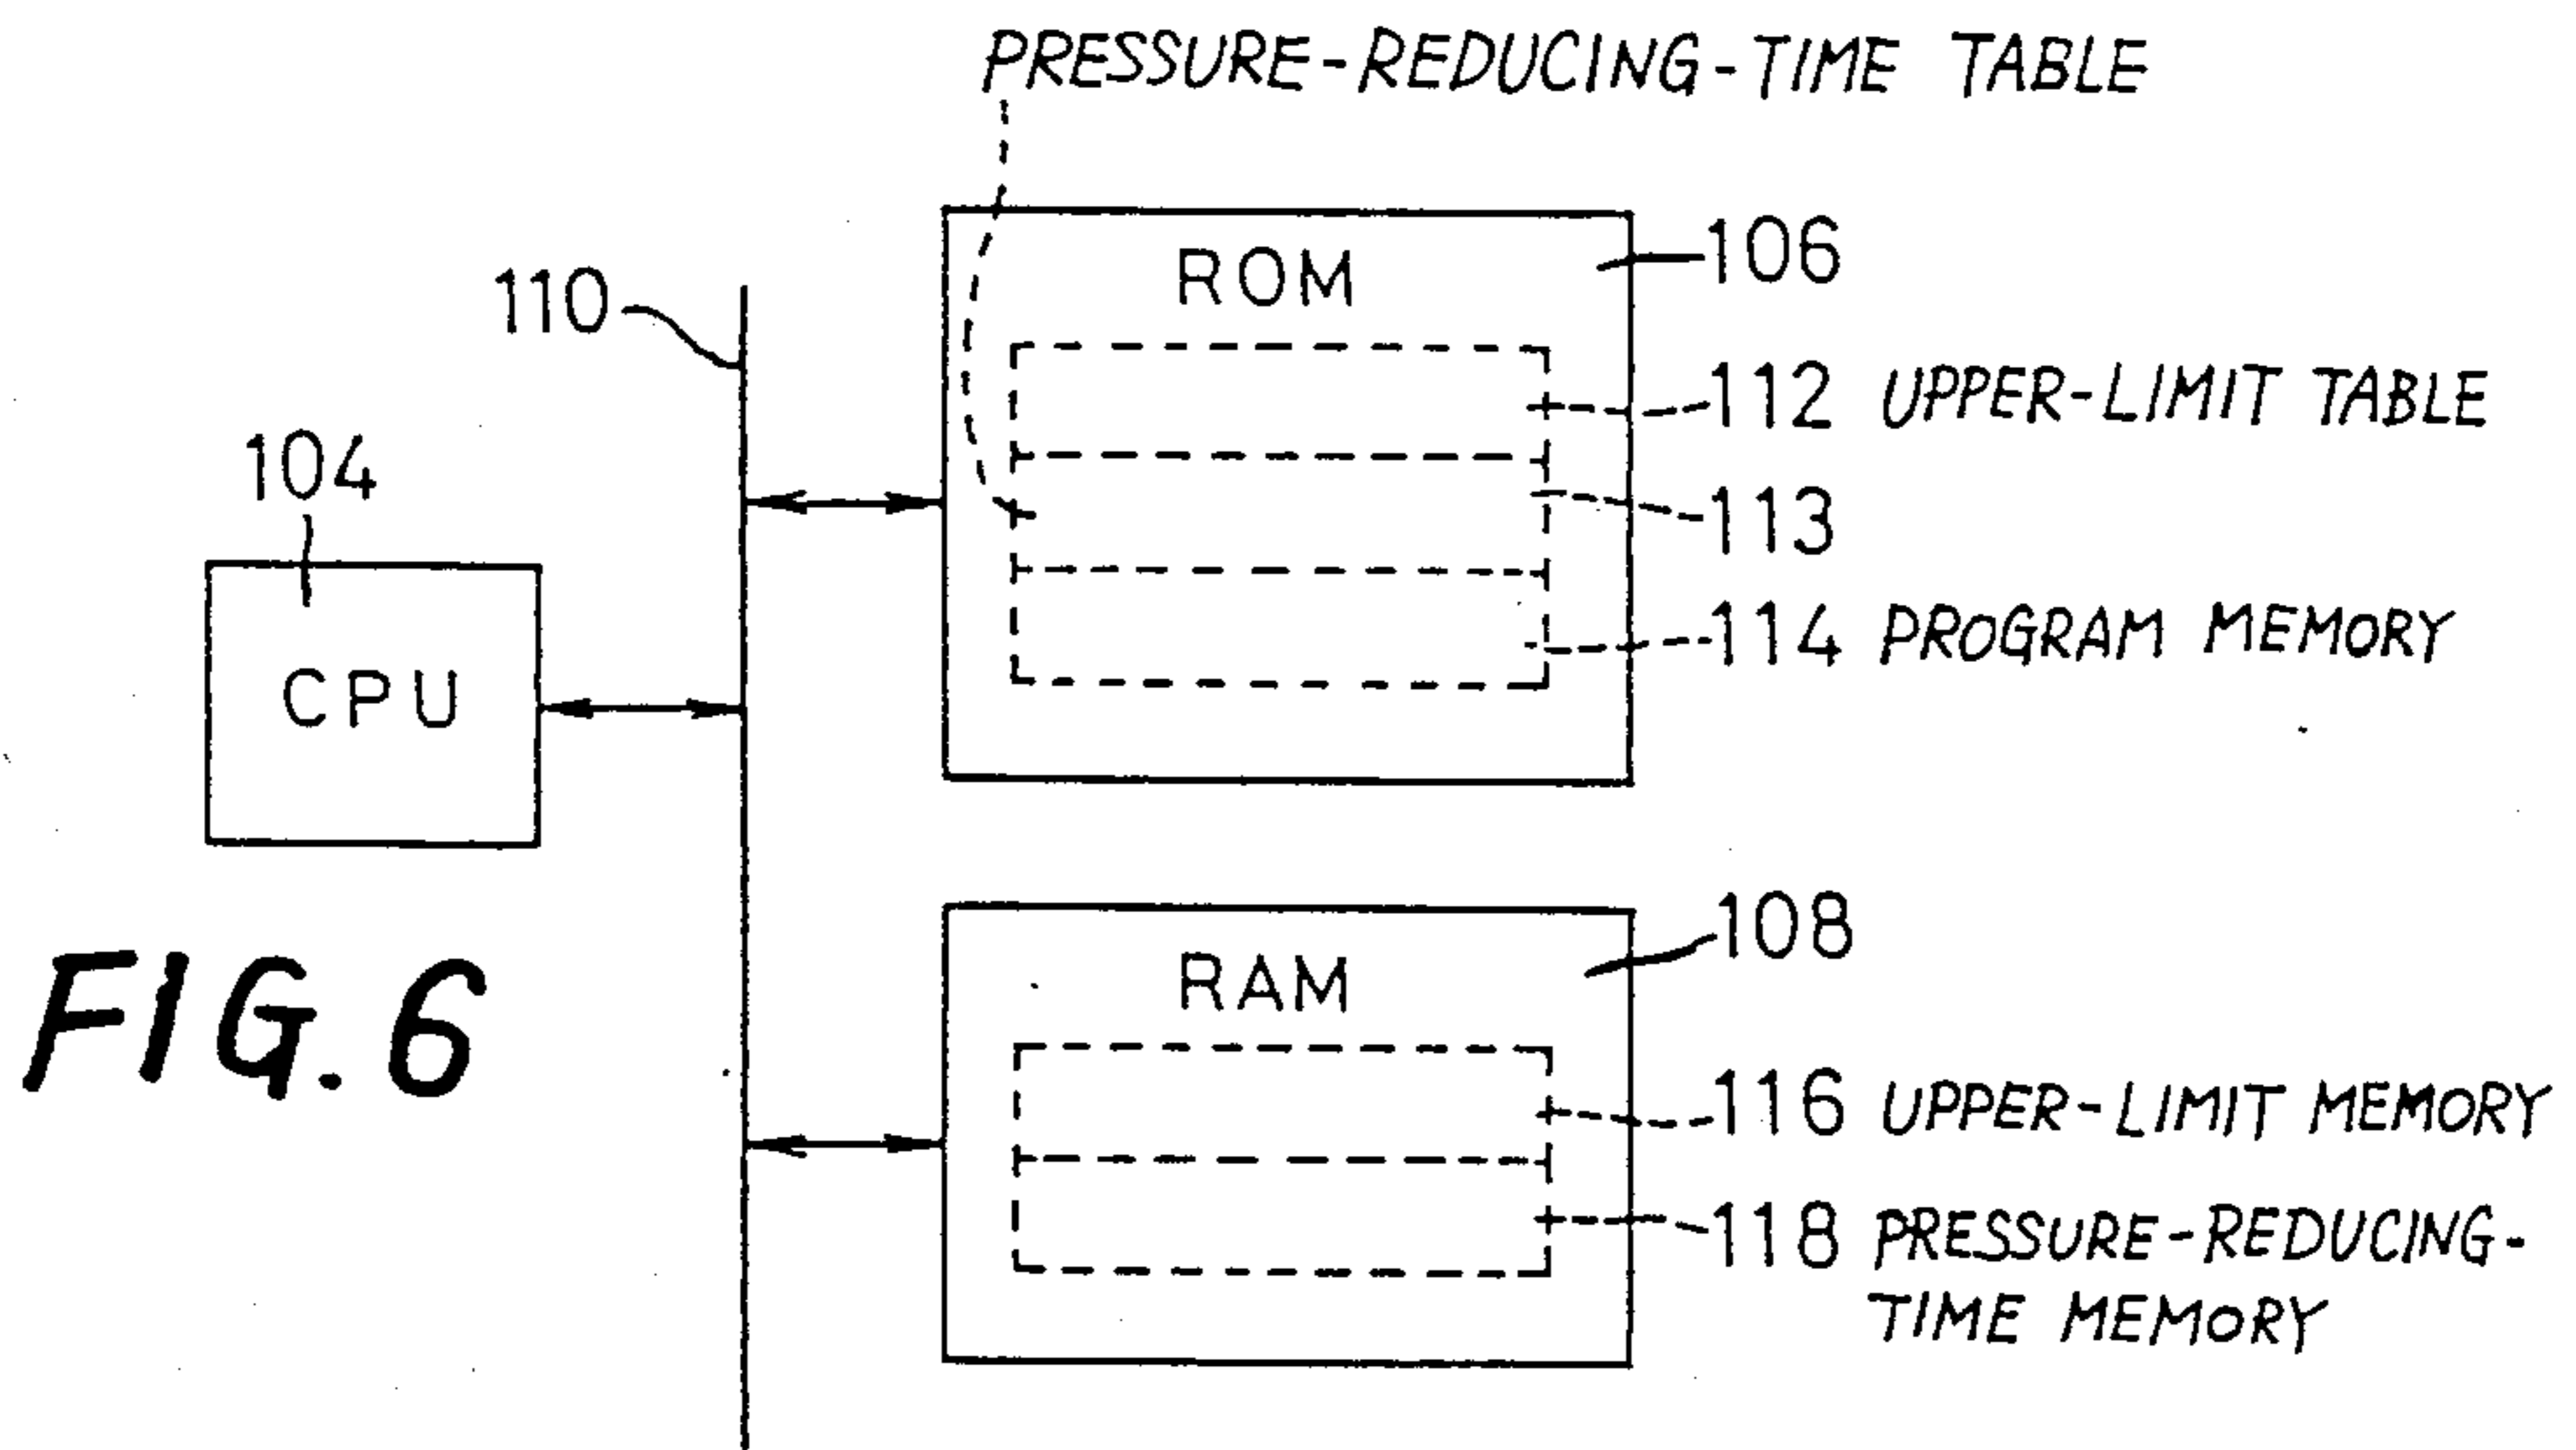 PRESSURE-REDUCING-TIME TABLE
ROM
106
110
112 UPPER-LIMIT TABLE
104
113
CPU
114 PROGRAM MEMORY
RAM
108
FIG. 6
116 UPPER-LIMIT MEMORY
118 PRESSURE-REDUCING-
TIME MEMORY